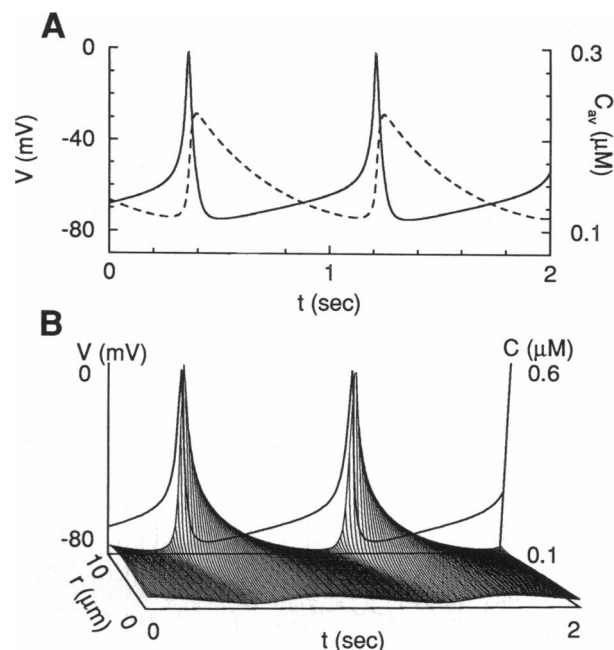 A
0
-40
-80
V (mV)
0.3
0.1
C_av (μM)
0
1
2
t (sec)
B
V (mV)
C (μM)
0
0.6
-80
0.1
10
r (μm)
0
0
2
t (sec)